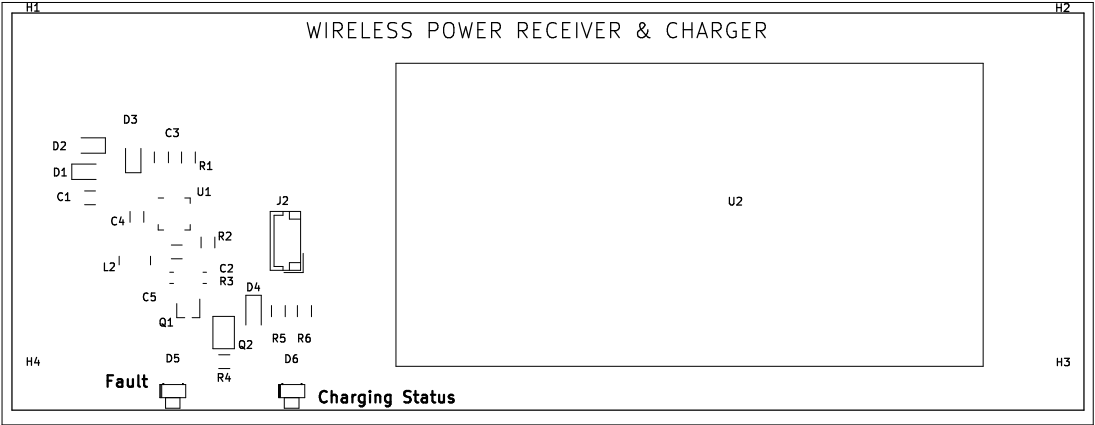 H1 H2
WIRELESS POWER RECEIVER & CHARGER
D3
C3
D2
R1
D1
U1
C1
J2
U2
C4
R2
L2
C2
R3
D4
C5
Q1
R5 R6
Q2
D5 D6
H4 H3
R4
Fault
Charging Status